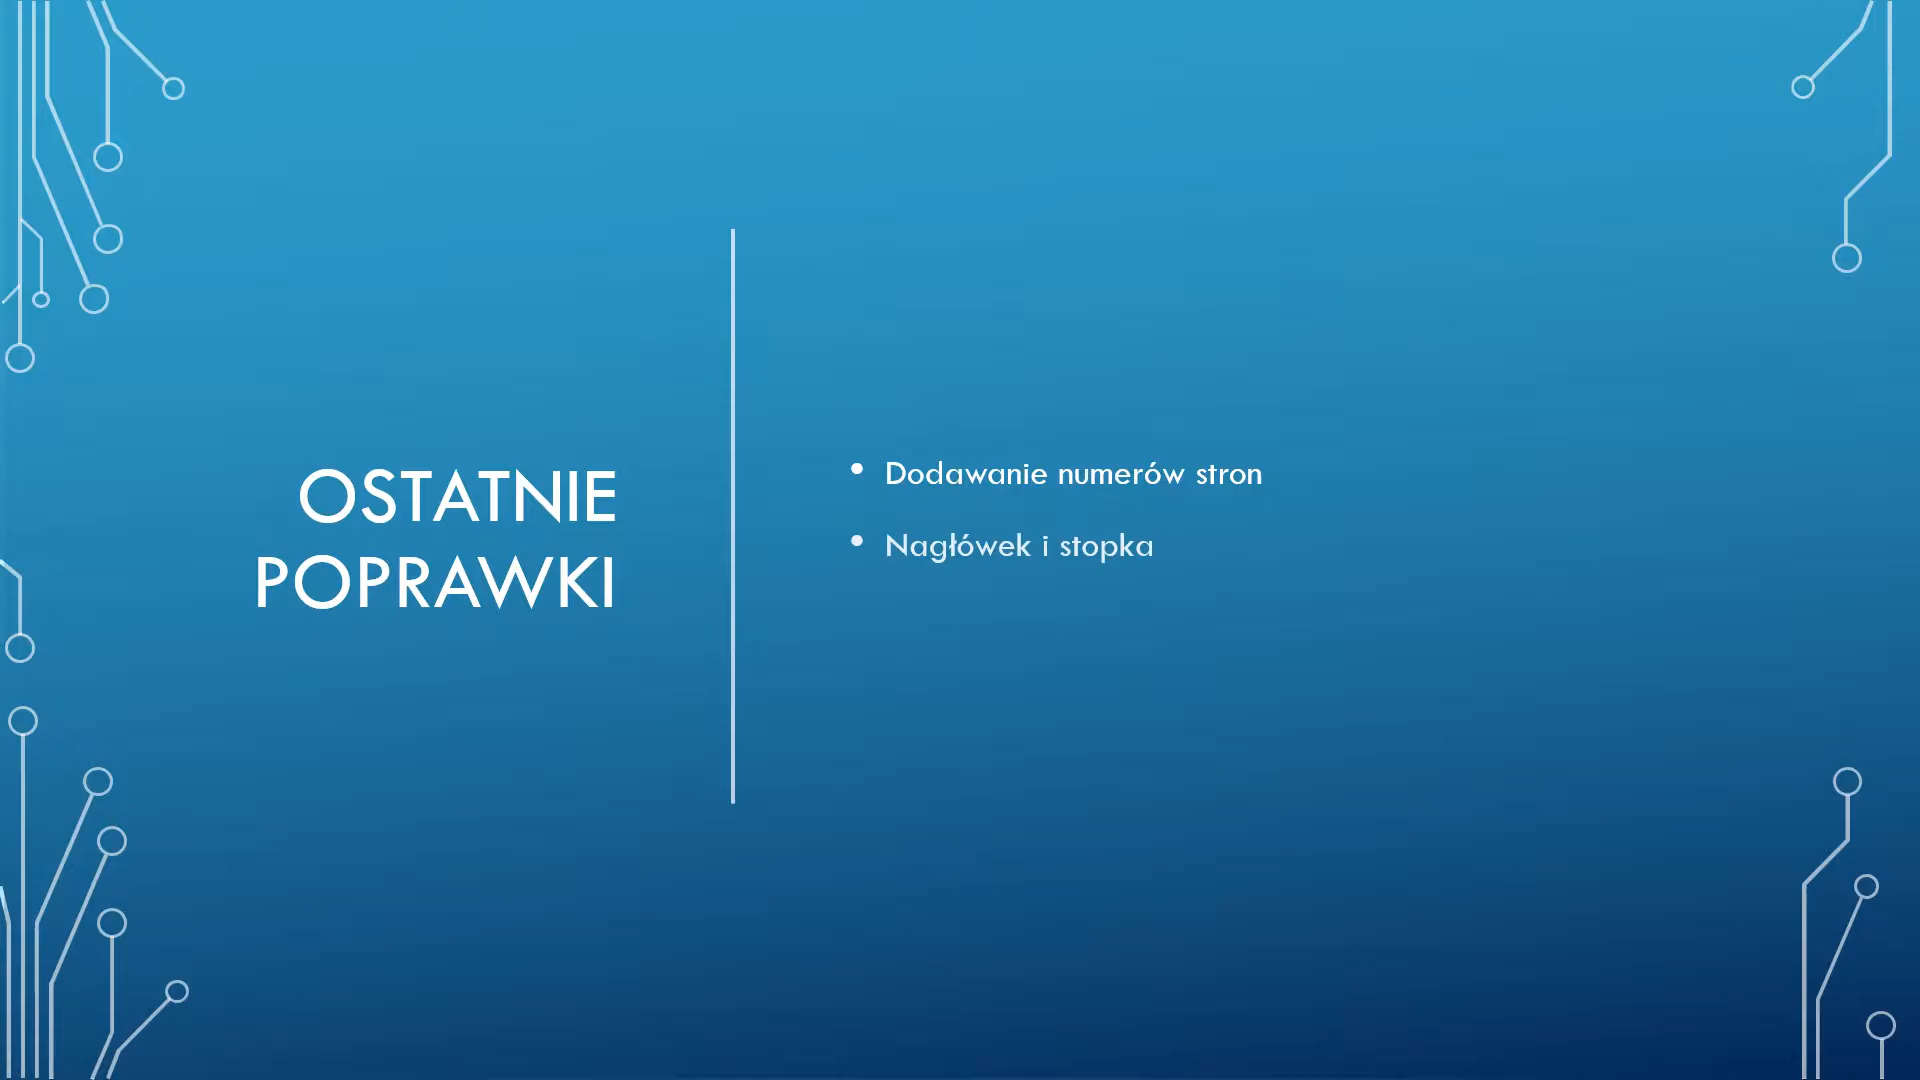 OSTATNIE
POPRAWKI
• Dodawanie numerów stron
• Nagłówek i stopka